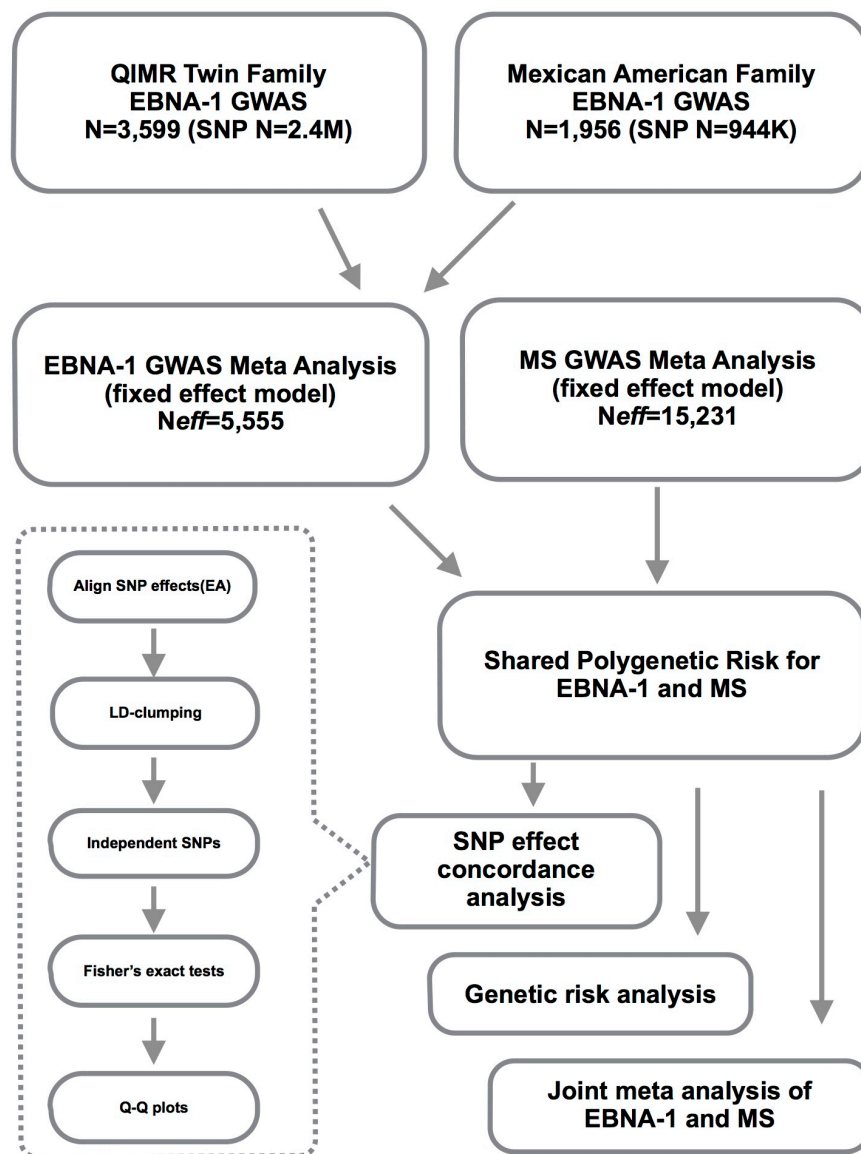 QIMR Twin Family
EBNA-1 GWAS
N=3,599 (SNP N=2.4M)
Mexican American Family
EBNA-1 GWAS
N=1,956 (SNP N=944K)
EBNA-1 GWAS Meta Analysis
(fixed effect model)
Neff=5,555
MS GWAS Meta Analysis
(fixed effect model)
Neff=15,231
Align SNP effects(EA)
LD-clumping
Independent SNPs
Fisher's exact tests
Q-Q plots
Shared Polygenetic Risk for
EBNA-1 and MS
SNP effect
concordance
analysis
Genetic risk analysis
Joint meta analysis of
EBNA-1 and MS